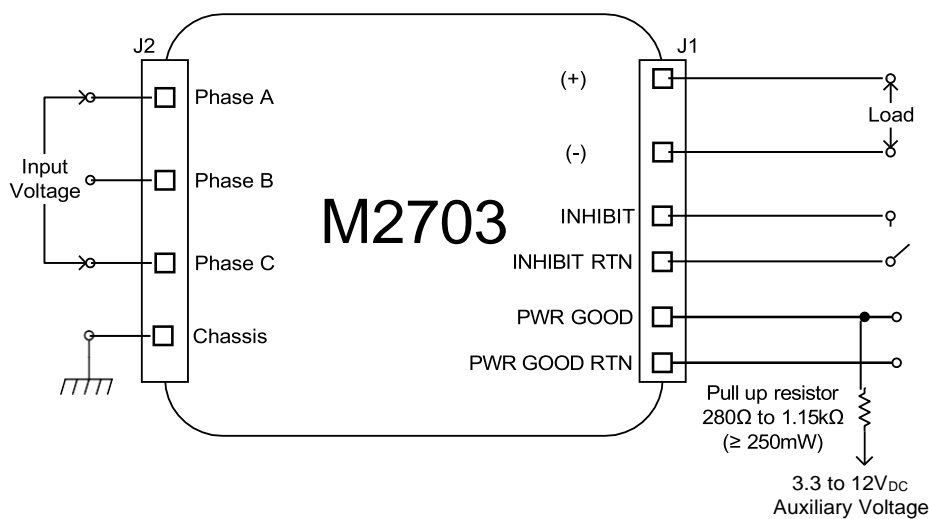 J2
J1
Phase A
(+)
Load
Input
Voltage
Phase B
(-)
M2703
INHIBIT
Phase C
INHIBIT RTN
PWR GOOD
Chassis
PWR GOOD RTN
Pull up resistor
280Ω to 1.15kΩ
(≥ 250mW)
3.3 to 12VDC
Auxiliary Voltage